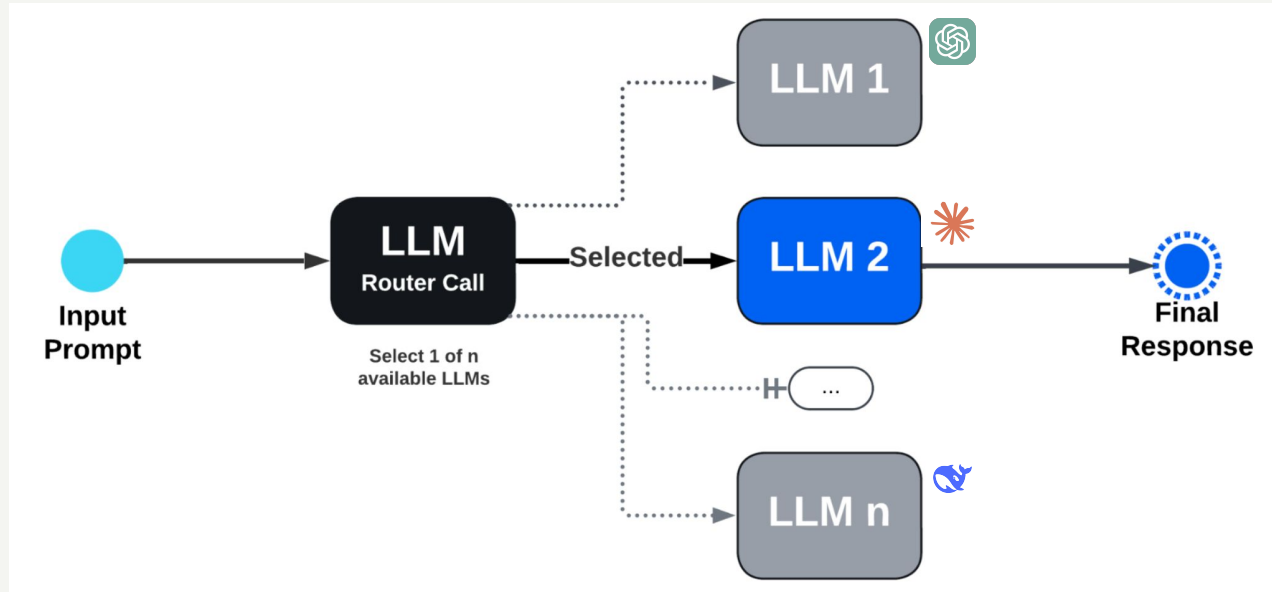 LLM 1
LLM
Router Call
Selected
LLM 2
Input
Prompt
Final
Response
Select 1 of n
available LLMs
...
LLM n